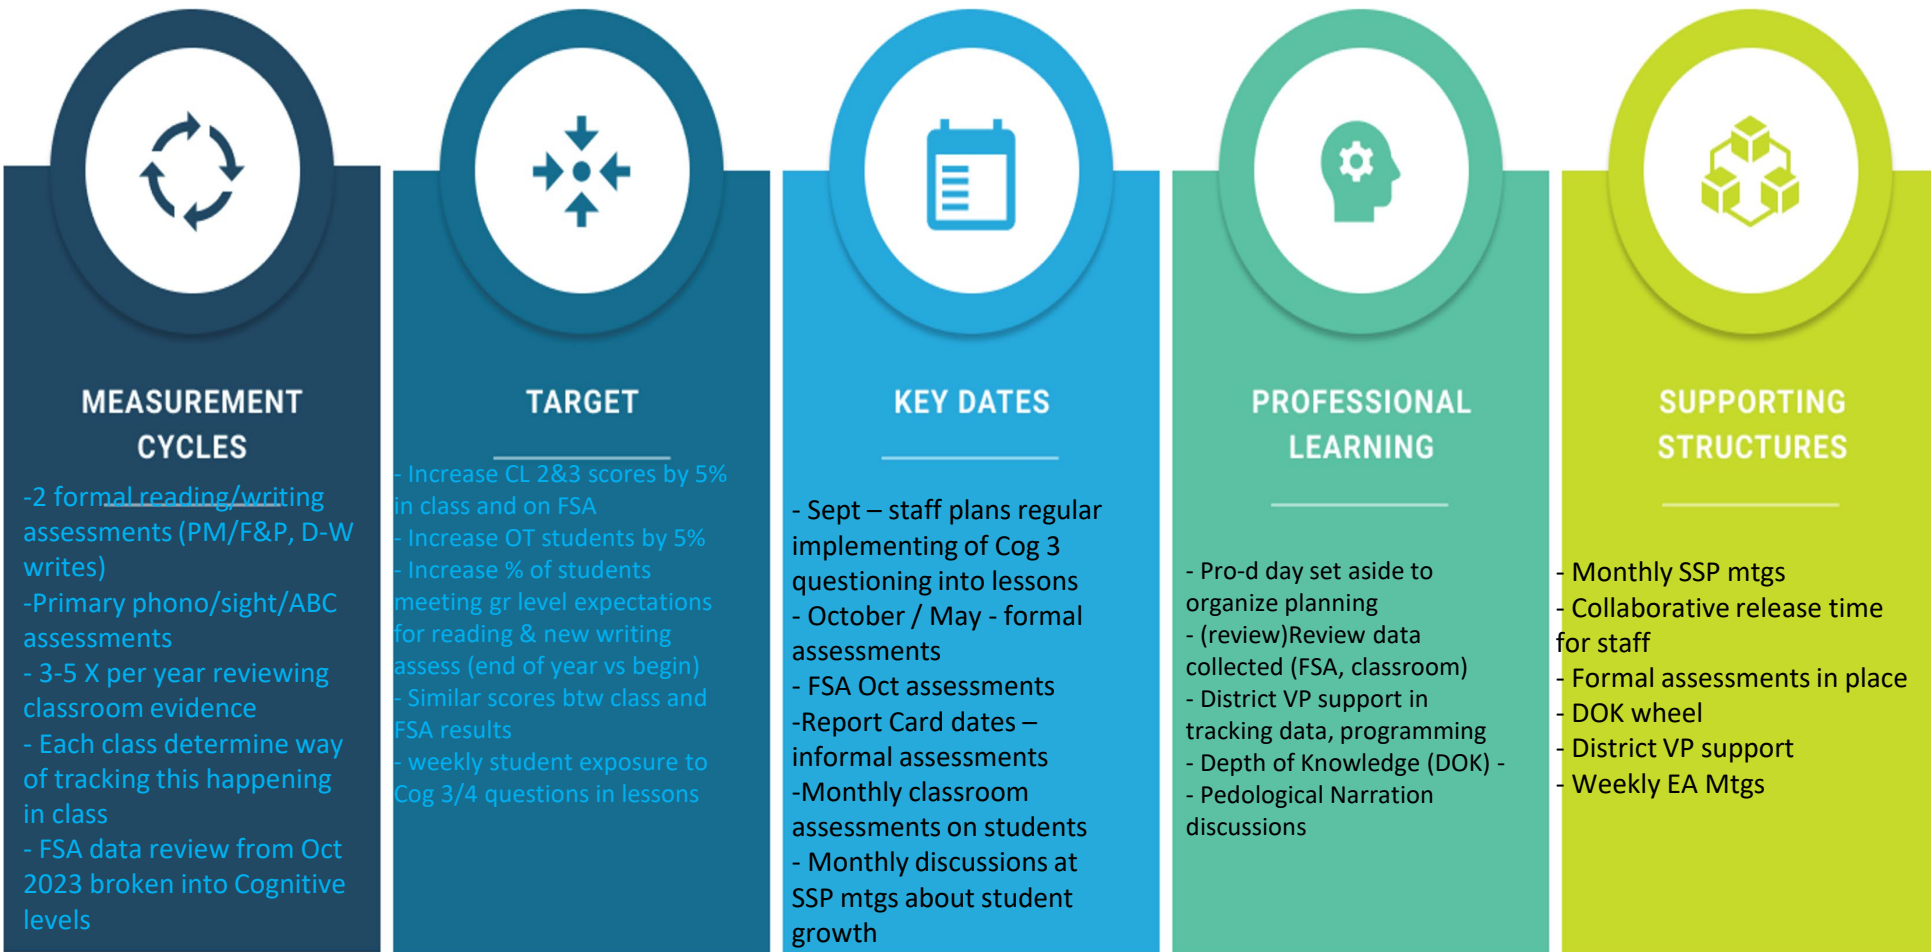 MEASUREMENT
CYCLES
-2 formal reading/writing
assessments (PM/F&P, D-W
writes)
-Primary phono/sight/ABC
assessments
- 3-5 X per year reviewing
classroom evidence
- Each class determine way
of tracking this happening
in class
- FSA data review from Oct
2023 broken into Cognitive
levels
TARGET
- Increase CL 2&3 scores by 5%
in class and on FSA
- Increase OT students by 5%
- Increase % of students
meeting gr level expectations
for reading & new writing
assess (end of year vs begin)
- Similar scores btw class and
FSA results
- weekly student exposure to
Cog 3/4 questions in lessons
KEY DATES
- Sept – staff plans regular
implementing of Cog 3
questioning into lessons
- October / May - formal
assessments
- FSA Oct assessments
-Report Card dates –
informal assessments
-Monthly classroom
assessments on students
- Monthly discussions at
SSP mtgs about student
growth
PROFESSIONAL
LEARNING
- Pro-d day set aside to
organize planning
- (review)Review data
collected (FSA, classroom)
- District VP support in
tracking data, programming
- Depth of Knowledge (DOK) -
- Pedological Narration
discussions
SUPPORTING
STRUCTURES
- Monthly SSP mtgs
- Collaborative release time
for staff
- Formal assessments in place
- DOK wheel
- District VP support
- Weekly EA Mtgs